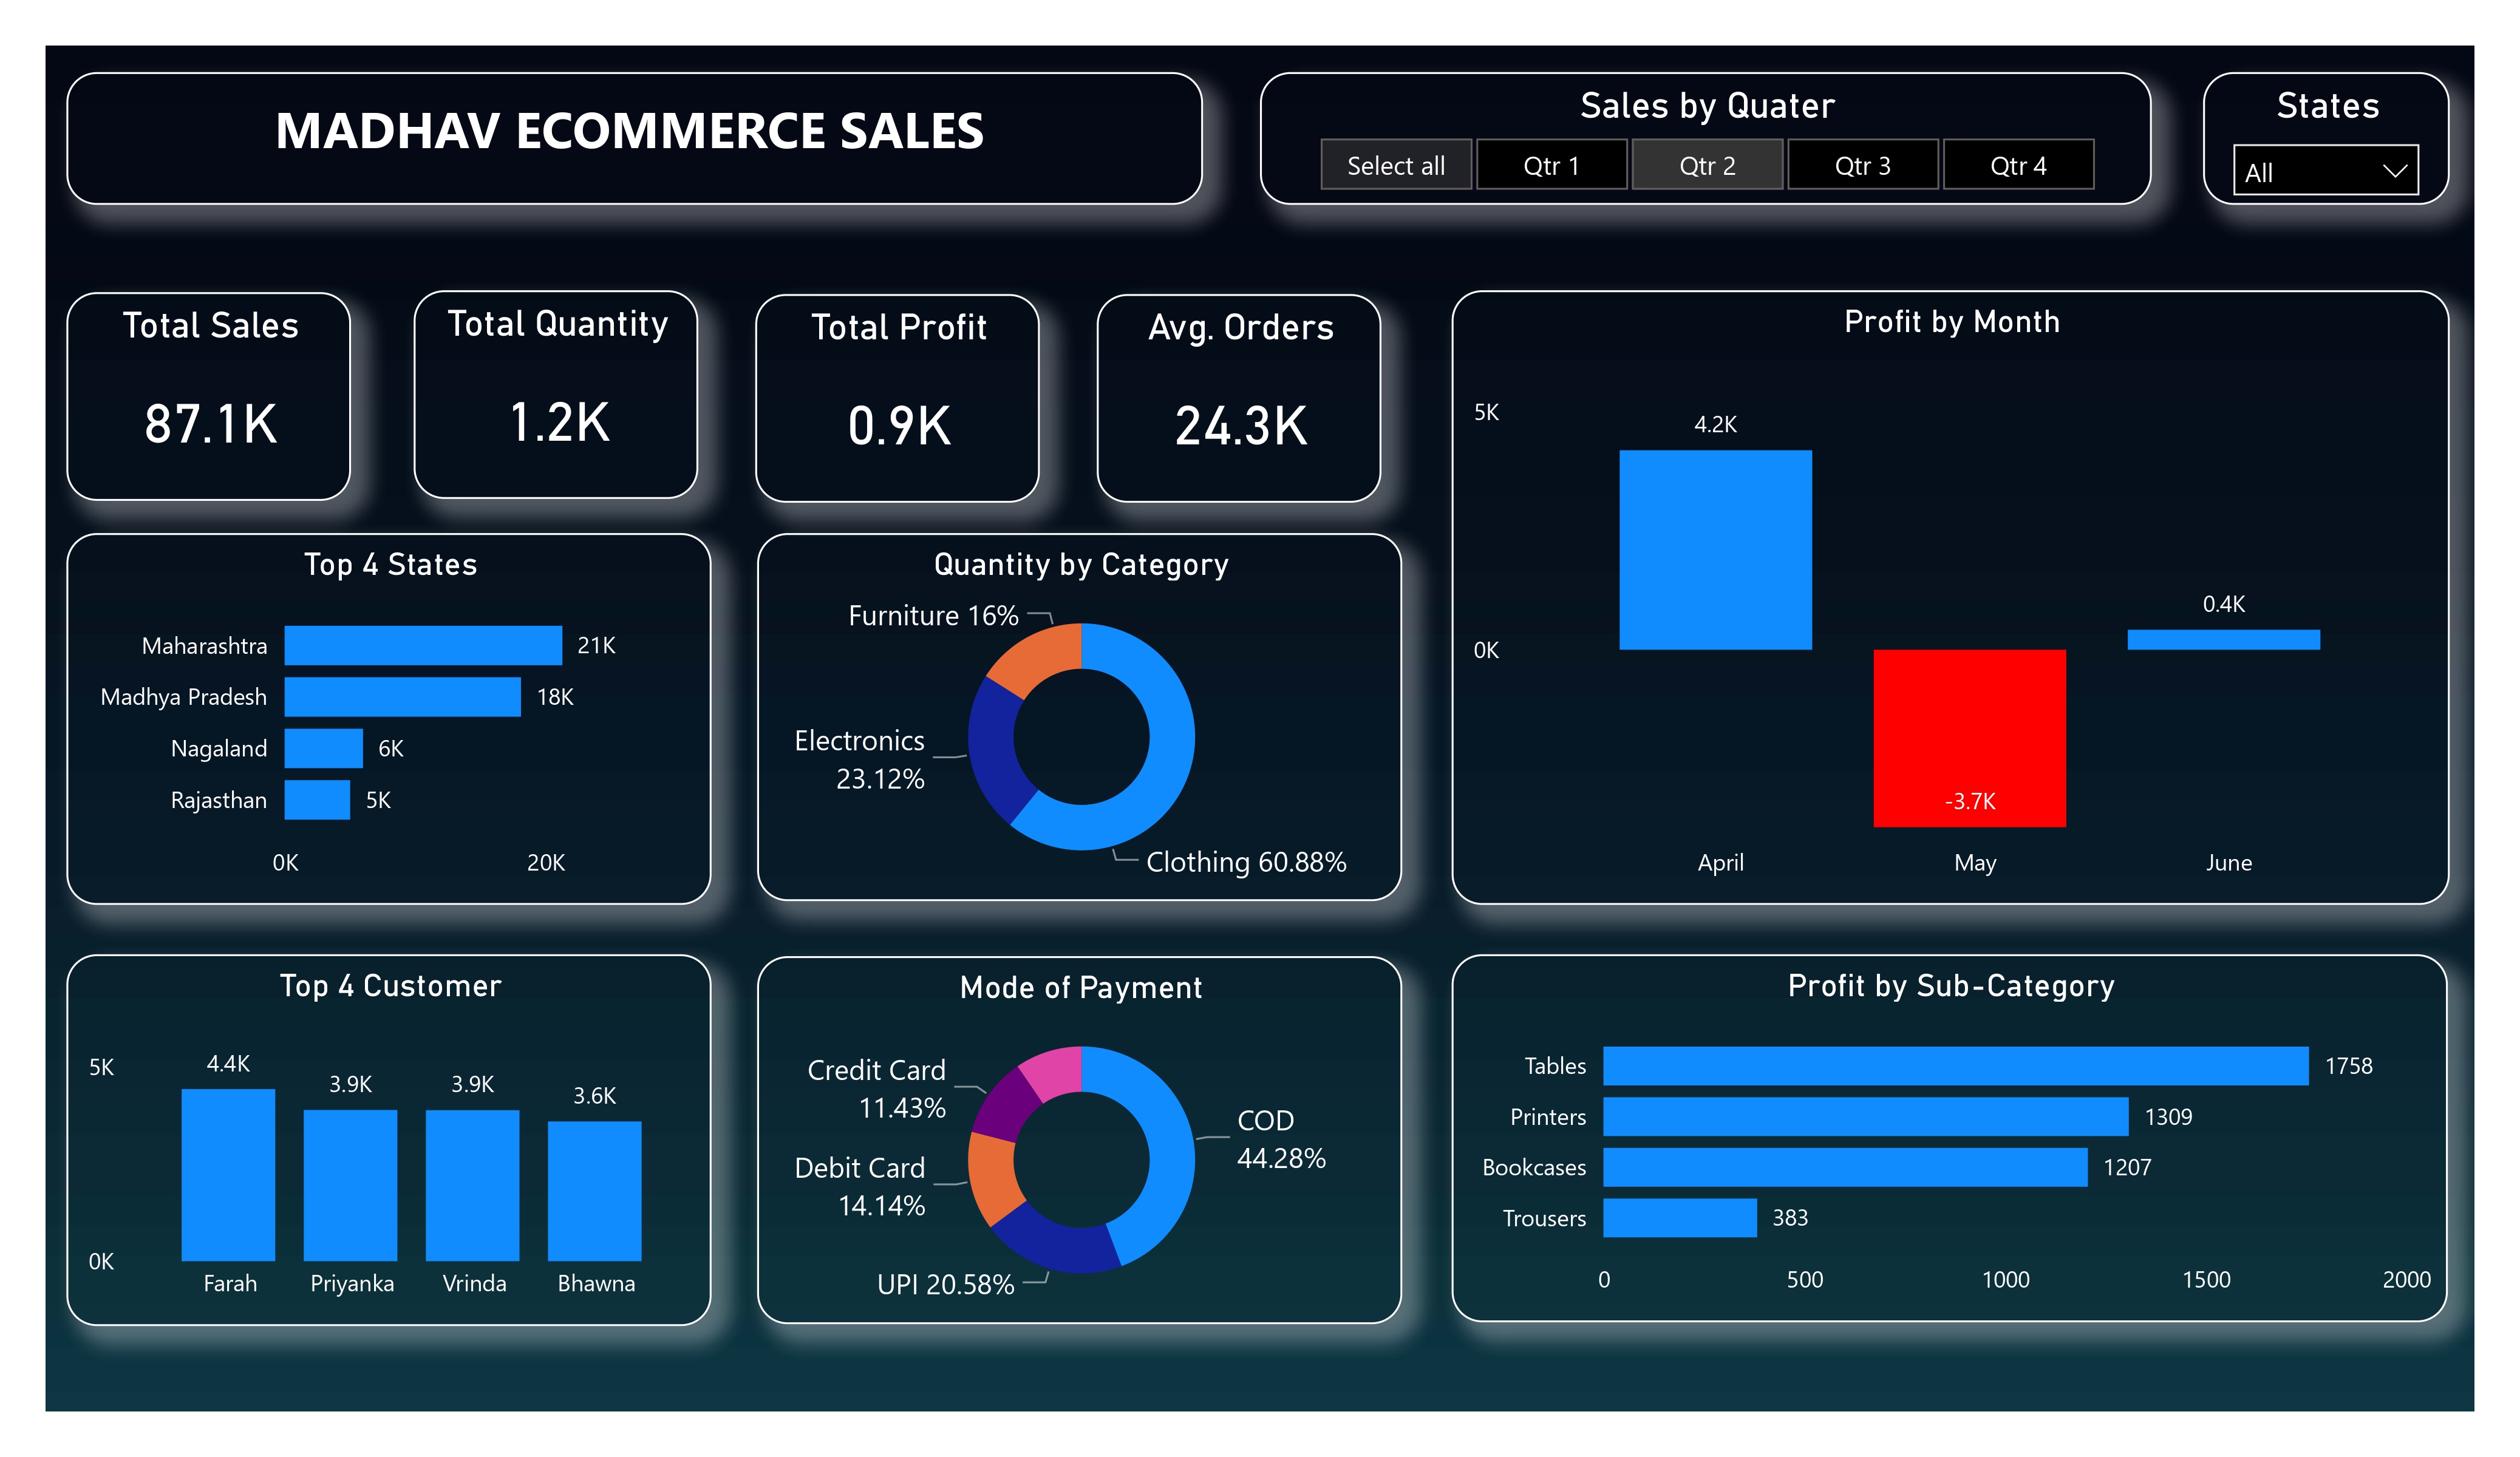 MADHAV ECOMMERCE SALES
Sales by Quater
Select all
Qtr 1
Qtr 2
Qtr 3
Qtr 4
States
All
Total Sales
87.1K
Total Quantity
1.2K
Total Profit
0.9K
Avg. Orders
24.3K
Profit by Month
5K
4.2K
0.4K
0K
-3.7K
April
May
June
Top 4 States
Maharashtra
21K
Madhya Pradesh
18K
Nagaland
6K
Rajasthan
5K
0K
20K
Quantity by Category
Furniture 16%
Electronics
23.12%
Clothing 60.88%
Top 4 Customer
5K
4.4K
3.9K
3.9K
3.6K
0K
Farah
Priyanka
Vrinda
Bhawna
Mode of Payment
Credit Card
11.43%
COD
44.28%
Debit Card
14.14%
UPI 20.58%
Profit by Sub-Category
Tables
1758
Printers
1309
Bookcases
1207
Trousers
383
0
500
1000
1500
2000